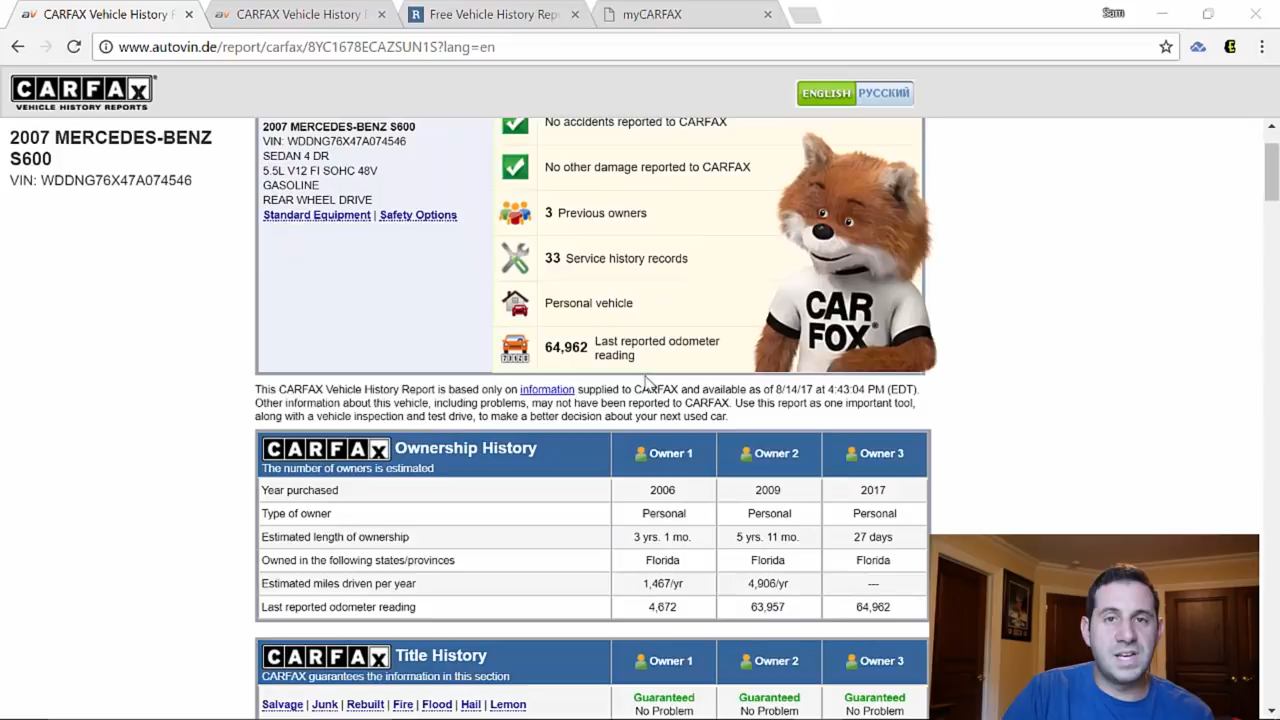 CARFAX Vehicle History F
CARFAX Vehicle History F
Free Vehicle History Rep
myCARFAX
Sam
www.autovin.de/report/carfax/8YC1678ECAZSUN1S?lang=en
CARFAX
VEHICLE HISTORY REPORTS
ENGLISH РУССКИЙ
2007 MERCEDES-BENZ
S600
VIN: WDDNG76X47A074546
2007 MERCEDES-BENZ S600
VIN: WDDNG76X47A074546
SEDAN 4 DR
5.5L V12 FI SOHC 48V
GASOLINE
REAR WHEEL DRIVE
Standard Equipment | Safety Options
No accidents reported to CARFAX
No other damage reported to CARFAX
3 Previous owners
33 Service history records
Personal vehicle
64,962 Last reported odometer
reading
CAR
FOX
This CARFAX Vehicle History Report is based only on information supplied to CARFAX and available as of 8/14/17 at 4:43:04 PM (EDT).
Other information about this vehicle, including problems, may not have been reported to CARFAX. Use this report as one important tool,
along with a vehicle inspection and test drive, to make a better decision about your next used car.
CARFAX Ownership History Owner 1 Owner 2 Owner 3
The number of owners is estimated
Year purchased 2006 2009 2017
Type of owner Personal Personal Personal
Estimated length of ownership 3 yrs. 1 mo. 5 yrs. 11 mo. 27 days
Owned in the following states/provinces Florida Florida Florida
Estimated miles driven per year 1,467/yr 4,906/yr ---
Last reported odometer reading 4,672 63,957 64,962
CARFAX Title History Owner 1 Owner 2 Owner 3
CARFAX guarantees the information in this section
Salvage | Junk | Rebuilt | Fire | Flood | Hail | Lemon Guaranteed Guaranteed Guaranteed
No Problem No Problem No Problem